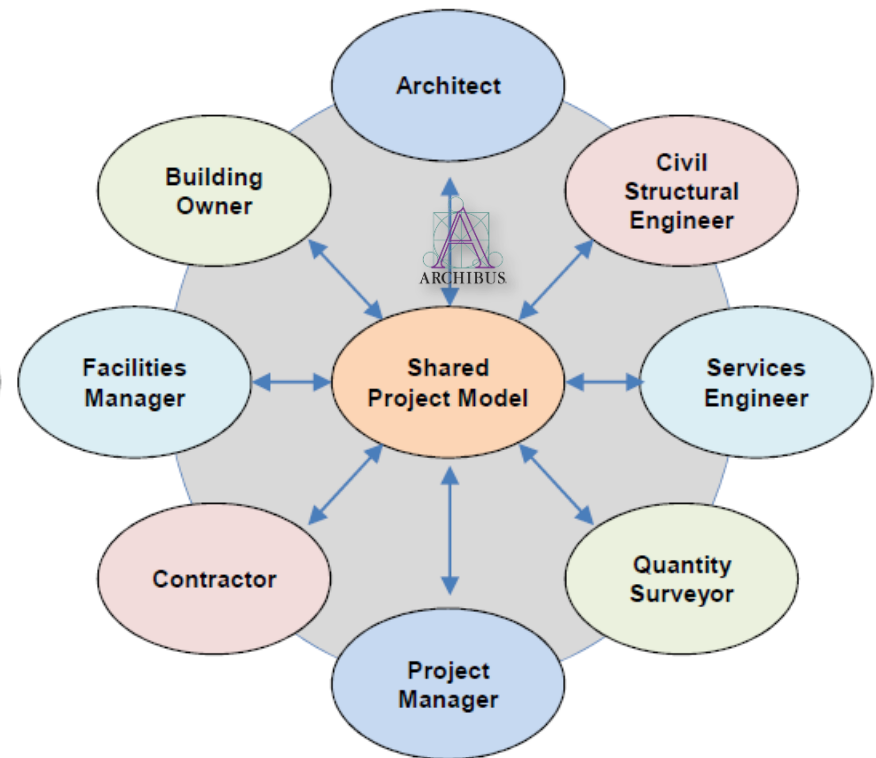 Architect
Civil
Structural
Engineer
Building
Owner
ARCHIBUS
Facilities
Manager
Shared
Project Model
Services
Engineer
Contractor
Quantity
Surveyor
Project
Manager